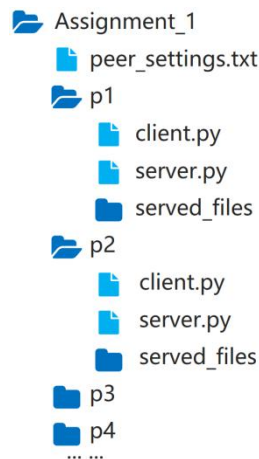 Assignment_1
peer_settings.txt
p1
client.py
server.py
served_files
p2
client.py
server.py
served_files
p3
p4
... ...